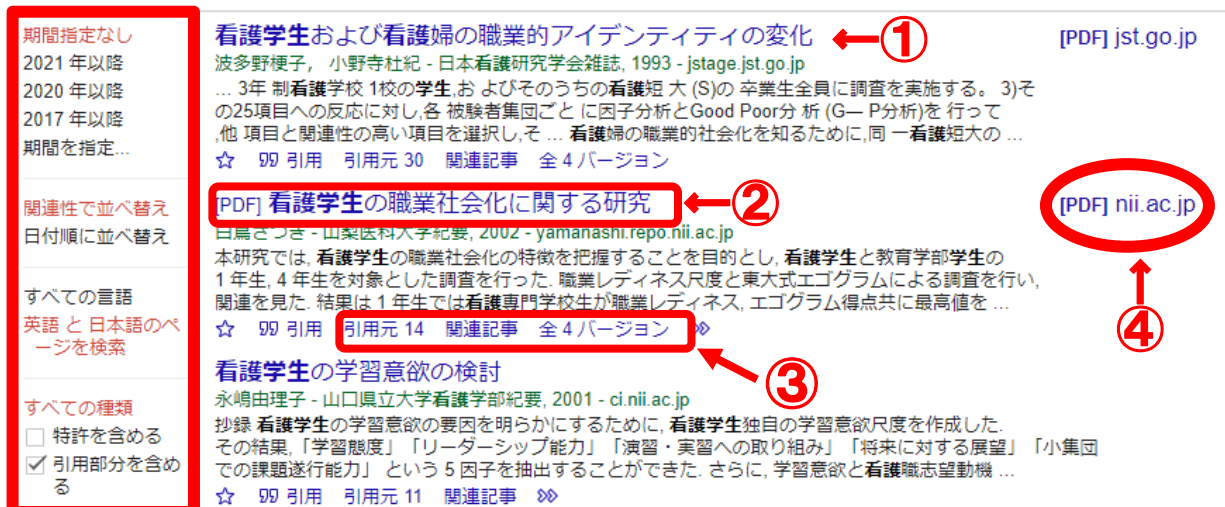 期間指定なし
2021 年以降
2020 年以降
2017 年以降
期間を指定...
関連性で並べ替え
日付順に並べ替え
すべての言語
英語 と 日本語のペ
ージを検索
すべての種類
特許を含める
引用部分を含め
る
看護学生および看護婦の職業的アイデンティティの変化
①
[PDF] jst.go.jp
波多野梗子, 小野寺杜紀 - 日本看護研究学会雑誌, 1993 - jstage.jst.go.jp
… 3年 制看護学校 1校の学生,お よびそのうちの看護短 大 (S)の 卒業生全員に調査を実施する。 3)そ
の25項目への反応に対し,各 被験者集団ごと に因子分析とGood Poor分 析 (G— P分析)を 行って
,他 項目と関連性の高い項目を選択し,そ … 看護婦の職業的社会化を知るために,同 一看護短大の …
引用 引用元 30 関連記事 全 4 バージョン
[PDF] 看護学生の職業社会化に関する研究
②
[PDF] nii.ac.jp
白鳥さつき - 山梨医科大学紀要, 2002 - yamanashi.repo.nii.ac.jp
本研究では, 看護学生の職業社会化の特徴を把握することを目的とし, 看護学生と教育学部学生の
1 年生, 4 年生を対象とした調査を行った. 職業レディネス尺度と東大式エゴグラムによる調査を行い,
関連を見た. 結果は 1 年生では看護専門学校生が職業レディネス, エゴグラム得点共に最高値を …
引用 引用元 14 関連記事 全 4 バージョン
③
④
看護学生の学習意欲の検討
永嶋由理子 - 山口県立大学看護学部紀要, 2001 - ci.nii.ac.jp
抄録 看護学生の学習意欲の要因を明らかにするために, 看護学生独自の学習意欲尺度を作成した.
その結果,「学習態度」「リーダーシップ能力」「演習・実習への取り組み」「将来に対する展望」「小集団
での課題遂行能力」 という 5 因子を抽出することができた. さらに, 学習意欲と看護職志望動機 …
引用 引用元 11 関連記事